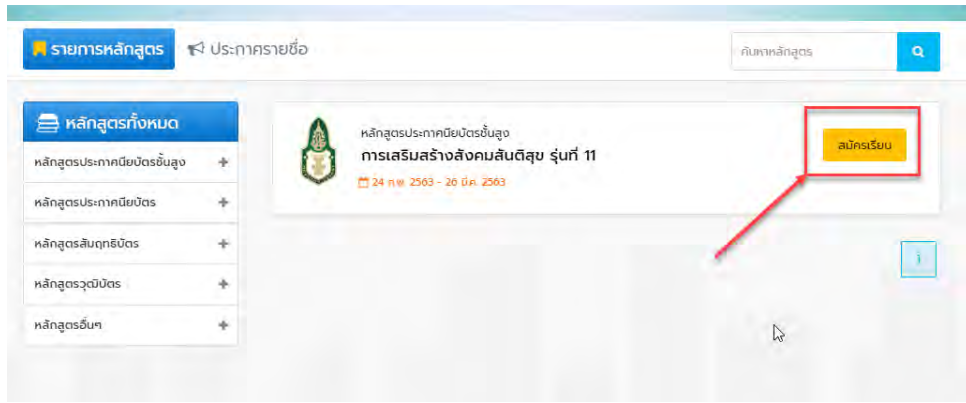 รายการหลักสูตร
ประกาศรายชื่อ
ค้นหาหลักสูตร
หลักสูตรทั้งหมด
หลักสูตรประกาศนียบัตรชั้นสูง
หลักสูตรประกาศนียบัตร
หลักสูตรสัมฤทธิบัตร
หลักสูตรวุฒิบัตร
หลักสูตรอื่นๆ
หลักสูตรประกาศนียบัตรชั้นสูง
การเสริมสร้างสังคมสันติสุข รุ่นที่ 11
24 ก.พ. 2563 - 26 มี.ค. 2563
สมัครเรียน
1